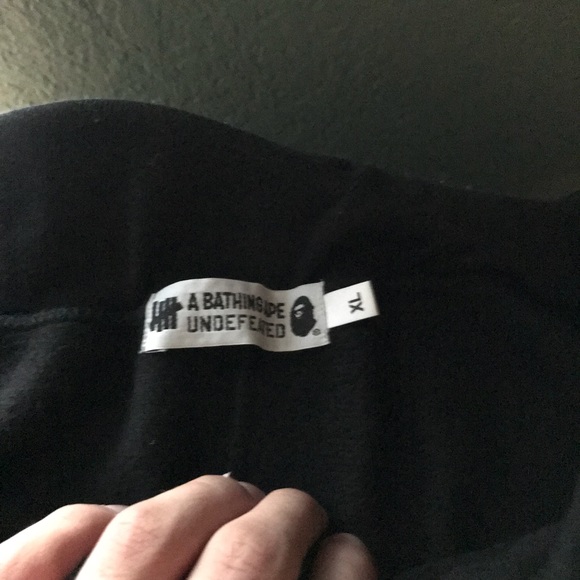 A BATHING APE
UNDEFEATED
®
XL